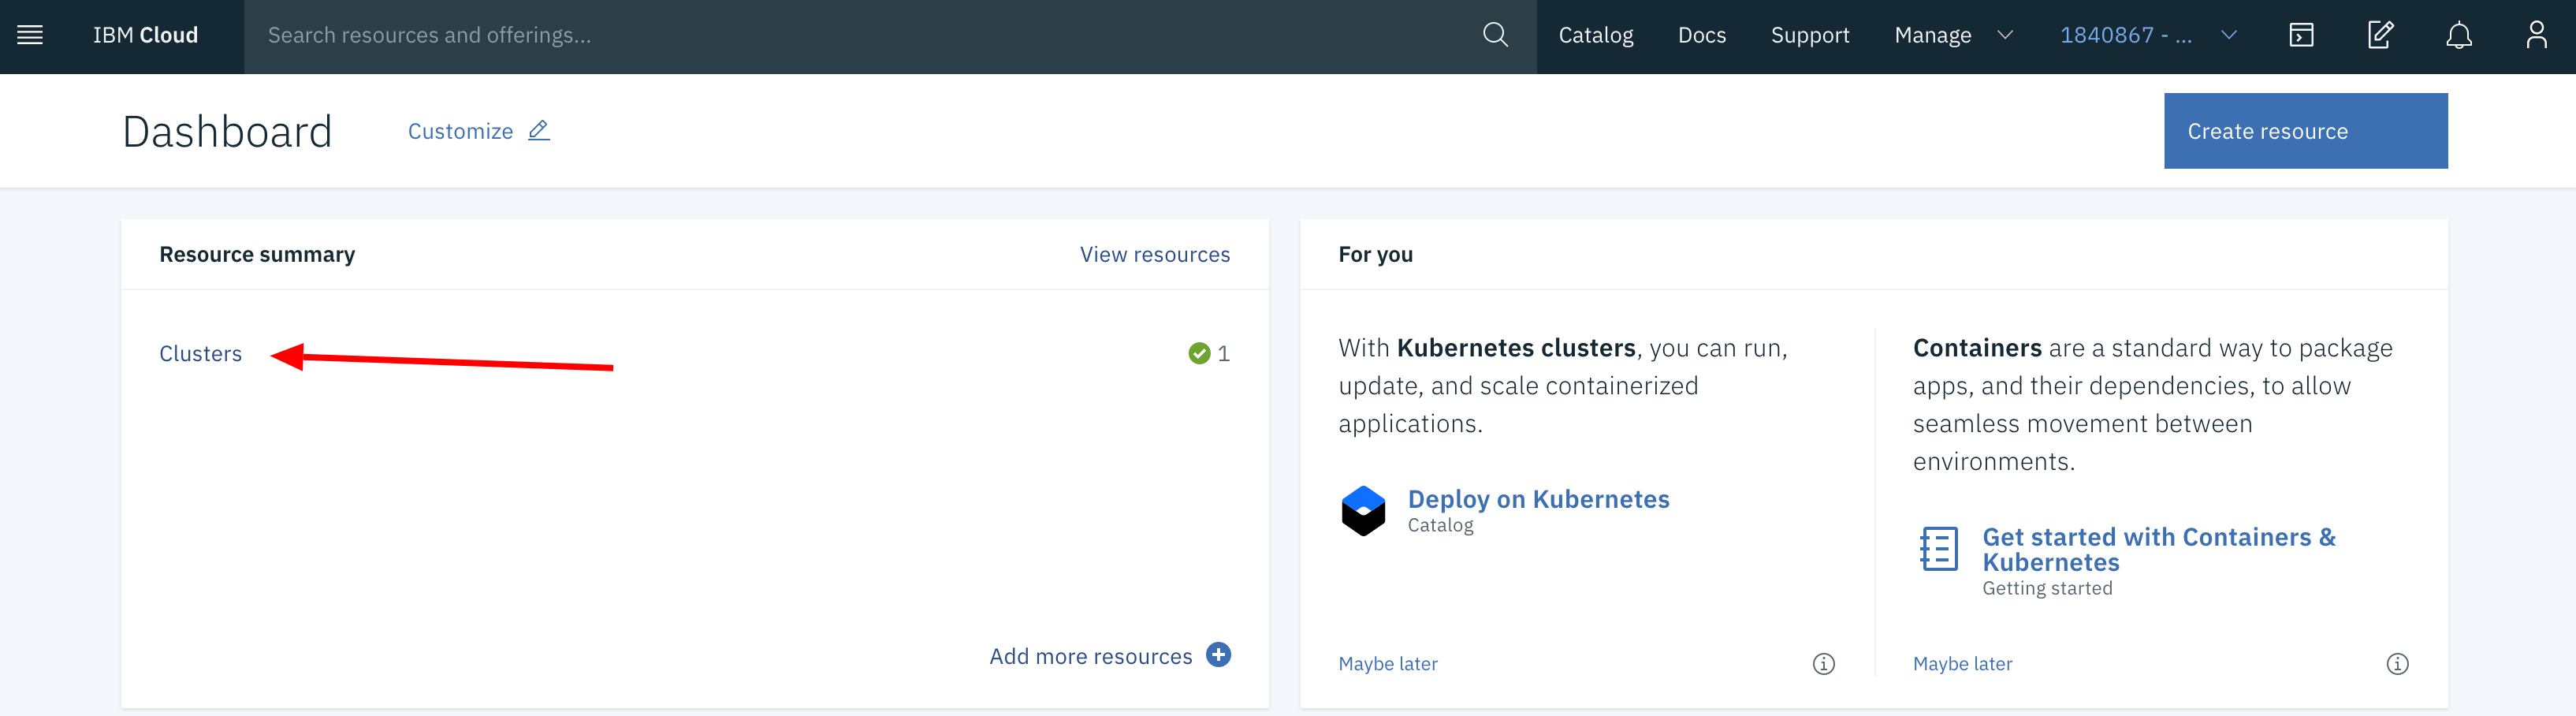 IBM Cloud
Search resources and offerings...
Catalog
Docs
Support
Manage
1840867 - ...
Dashboard
Customize
Create resource
Resource summary
View resources
Clusters
1
Add more resources
For you
With Kubernetes clusters, you can run,
update, and scale containerized
applications.
Deploy on Kubernetes
Catalog
Maybe later
Containers are a standard way to package
apps, and their dependencies, to allow
seamless movement between
environments.
Get started with Containers &
Kubernetes
Getting started
Maybe later